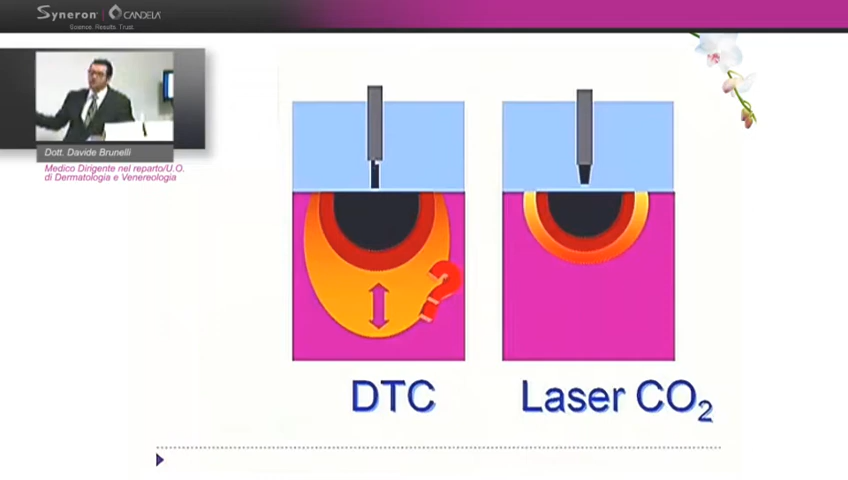 Syneron | CANDELA
Science. Results. Trust.
Dott. Davide Brunelli
Medico Dirigente nel reparto/U.O.
di Dermatologia e Venereologia
?
DTC
Laser CO₂